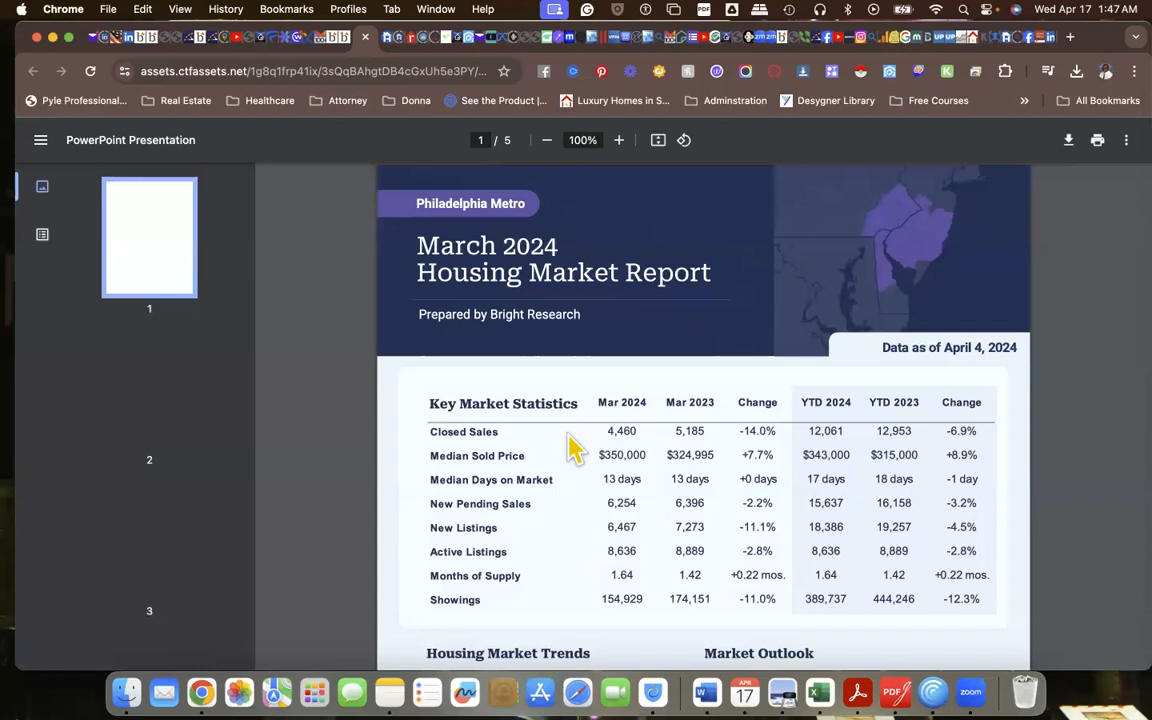 Chrome File Edit View History Bookmarks Profiles Tab Window Help Wed Apr 17 1:47 AM
assets.ctfassets.net/1g8q1frp41ix/3sQqBAhgtDB4cGxUh5e3PY/...
Pyle Professional... Real Estate Healthcare Attorney Donna See the Product |... Luxury Homes in S... Adminstration Desygner Library Free Courses » All Bookmarks
PowerPoint Presentation 1 / 5 − 100% +
1
2
3
Philadelphia Metro
March 2024
Housing Market Report
Prepared by Bright Research
Data as of April 4, 2024
Key Market Statistics Mar 2024 Mar 2023 Change YTD 2024 YTD 2023 Change
Closed Sales 4,460 5,185 -14.0% 12,061 12,953 -6.9%
Median Sold Price $350,000 $324,995 +7.7% $343,000 $315,000 +8.9%
Median Days on Market 13 days 13 days +0 days 17 days 18 days -1 day
New Pending Sales 6,254 6,396 -2.2% 15,637 16,158 -3.2%
New Listings 6,467 7,273 -11.1% 18,386 19,257 -4.5%
Active Listings 8,636 8,889 -2.8% 8,636 8,889 -2.8%
Months of Supply 1.64 1.42 +0.22 mos. 1.64 1.42 +0.22 mos.
Showings 154,929 174,151 -11.0% 389,737 444,246 -12.3%
Housing Market Trends Market Outlook
APR
17
zoom